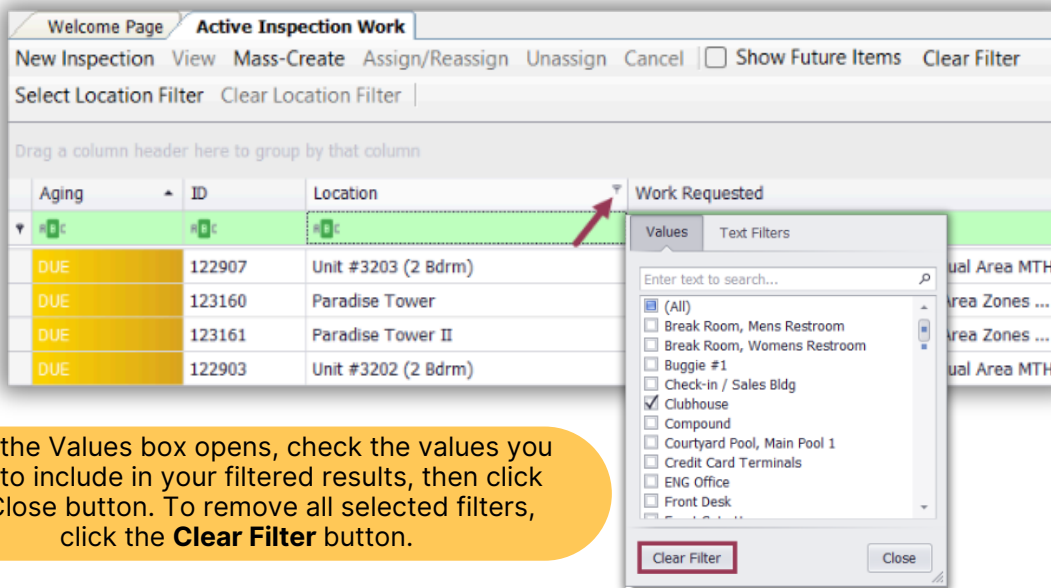 Welcome Page Active Inspection Work
New Inspection View Mass-Create Assign/Reassign Unassign Cancel Show Future Items Clear Filter
Select Location Filter Clear Location Filter
Drag a column header here to group by that column
Aging ID Location Work Requested
ABC ABC ABC
DUE 122907 Unit #3203 (2 Bdrm) ual Area MTH
DUE 123160 Paradise Tower Area Zones ...
DUE 123161 Paradise Tower II Area Zones ...
DUE 122903 Unit #3202 (2 Bdrm) ual Area MTH
Values Text Filters
Enter text to search...
(All)
Break Room, Mens Restroom
Break Room, Womens Restroom
Buggie #1
Check-in / Sales Bldg
Clubhouse
Compound
Courtyard Pool, Main Pool 1
Credit Card Terminals
ENG Office
Front Desk
Clear Filter Close
the Values box opens, check the values you
to include in your filtered results, then click
Close button. To remove all selected filters,
click the Clear Filter button.